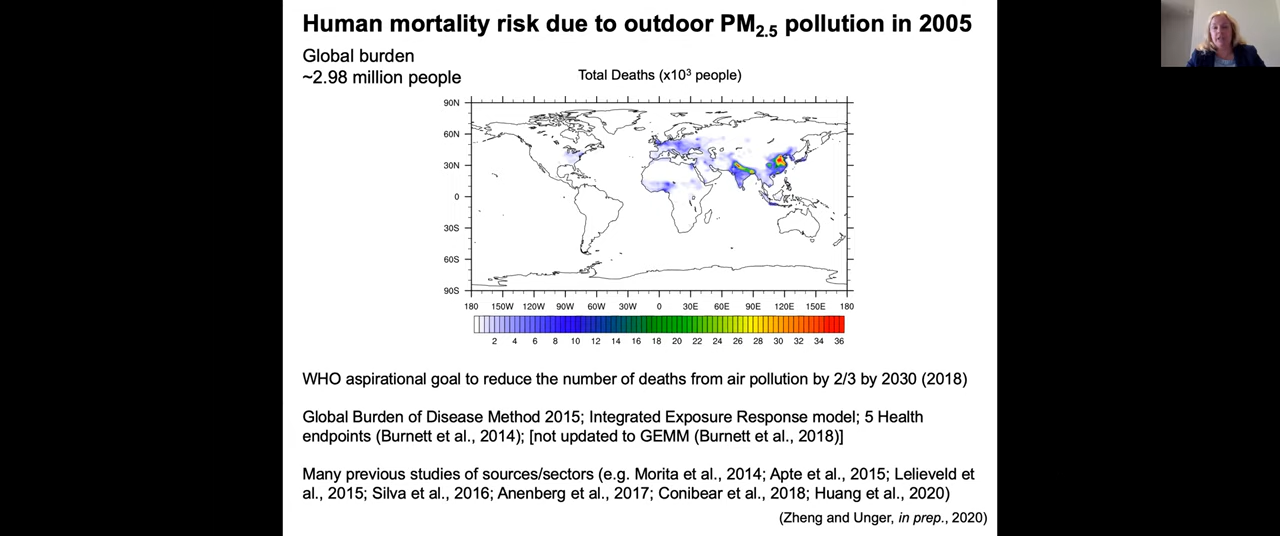 Human mortality risk due to outdoor PM2.5 pollution in 2005
Global burden
~2.98 million people
Total Deaths (x10³ people)
90N
60N
30N
0
30S
60S
90S
180 150W 120W 90W 60W 30W 0 30E 60E 90E 120E 150E 180
2 4 6 8 10 12 14 16 18 20 22 24 26 28 30 32 34 36
WHO aspirational goal to reduce the number of deaths from air pollution by 2/3 by 2030 (2018)
Global Burden of Disease Method 2015; Integrated Exposure Response model; 5 Health
endpoints (Burnett et al., 2014); [not updated to GEMM (Burnett et al., 2018)]
Many previous studies of sources/sectors (e.g. Morita et al., 2014; Apte et al., 2015; Lelieveld et
al., 2015; Silva et al., 2016; Anenberg et al., 2017; Conibear et al., 2018; Huang et al., 2020)
(Zheng and Unger, in prep., 2020)